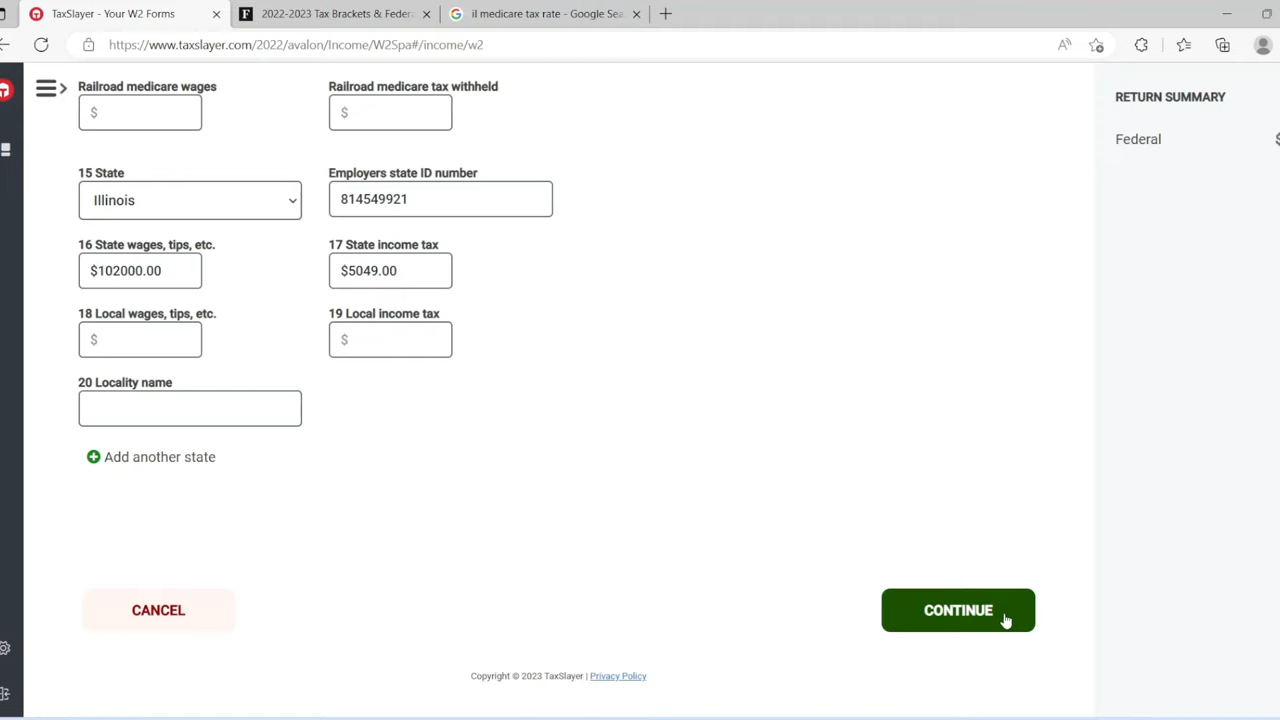 TaxSlayer - Your W2 Forms
2022-2023 Tax Brackets & Federa
il medicare tax rate - Google Sea
https://www.taxslayer.com/2022/avalon/Income/W2Spa#/income/w2
Railroad medicare wages Railroad medicare tax withheld
$ $
RETURN SUMMARY
Federal $
15 State Employers state ID number
Illinois 814549921
16 State wages, tips, etc. 17 State income tax
$102000.00 $5049.00
18 Local wages, tips, etc. 19 Local income tax
$ $
20 Locality name
Add another state
CANCEL CONTINUE
Copyright © 2023 TaxSlayer | Privacy Policy